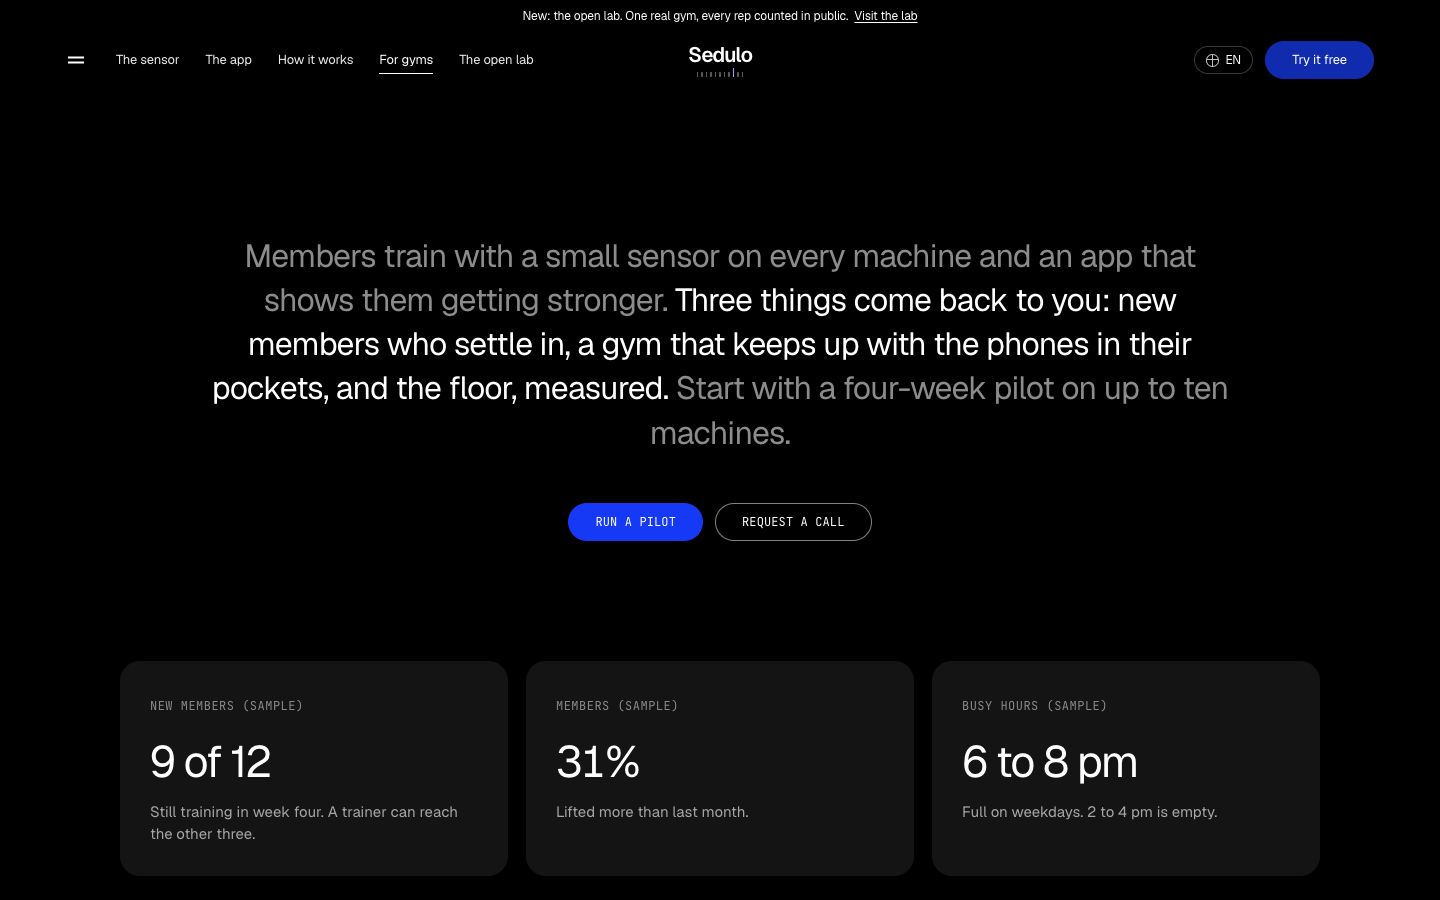 New: the open lab. One real gym, every rep counted in public. Visit the lab
The sensor
The app
How it works
For gyms
The open lab
Sedulo
EN
Try it free
Members train with a small sensor on every machine and an app that
shows them getting stronger. Three things come back to you: new
members who settle in, a gym that keeps up with the phones in their
pockets, and the floor, measured. Start with a four-week pilot on up to ten
machines.
RUN A PILOT
REQUEST A CALL
NEW MEMBERS (SAMPLE)
9 of 12
Still training in week four. A trainer can reach
the other three.
MEMBERS (SAMPLE)
31%
Lifted more than last month.
BUSY HOURS (SAMPLE)
6 to 8 pm
Full on weekdays. 2 to 4 pm is empty.